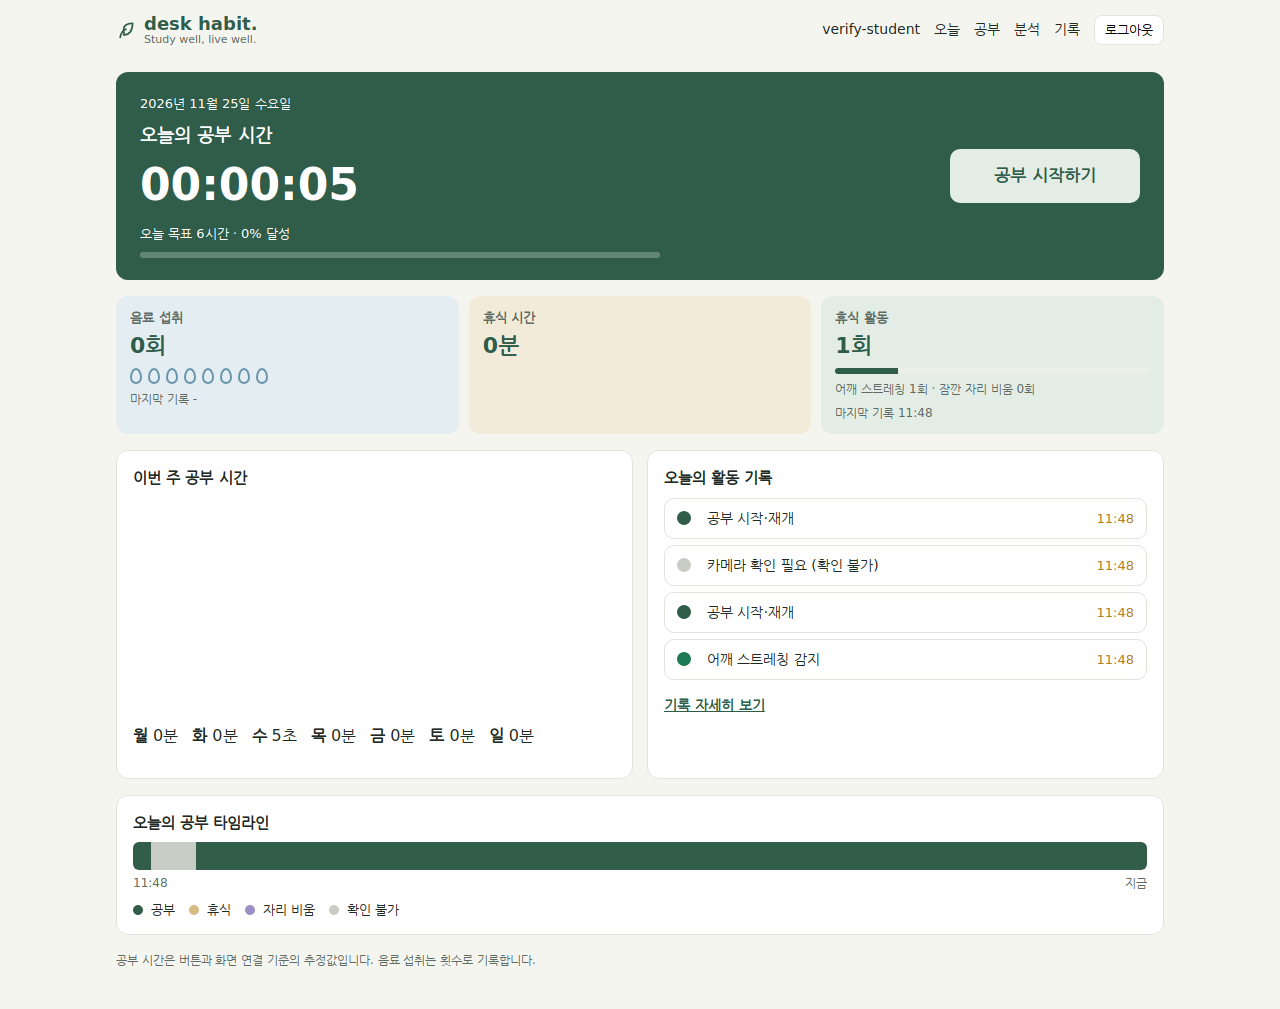 desk habit.
Study well, live well.
verify-student 오늘 공부 분석 기록 로그아웃
2026년 11월 25일 수요일
오늘의 공부 시간
00:00:05
공부 시작하기
오늘 목표 6시간 · 0% 달성
음료 섭취
0회
마지막 기록 -
휴식 시간
0분
휴식 활동
1회
어깨 스트레칭 1회 · 잠깐 자리 비움 0회
마지막 기록 11:48
이번 주 공부 시간
월 0분 화 0분 수 5초 목 0분 금 0분 토 0분 일 0분
오늘의 활동 기록
공부 시작·재개 11:48
카메라 확인 필요 (확인 불가) 11:48
공부 시작·재개 11:48
어깨 스트레칭 감지 11:48
기록 자세히 보기
오늘의 공부 타임라인
11:48 지금
공부 휴식 자리 비움 확인 불가
공부 시간은 버튼과 화면 연결 기준의 추정값입니다. 음료 섭취는 횟수로 기록합니다.